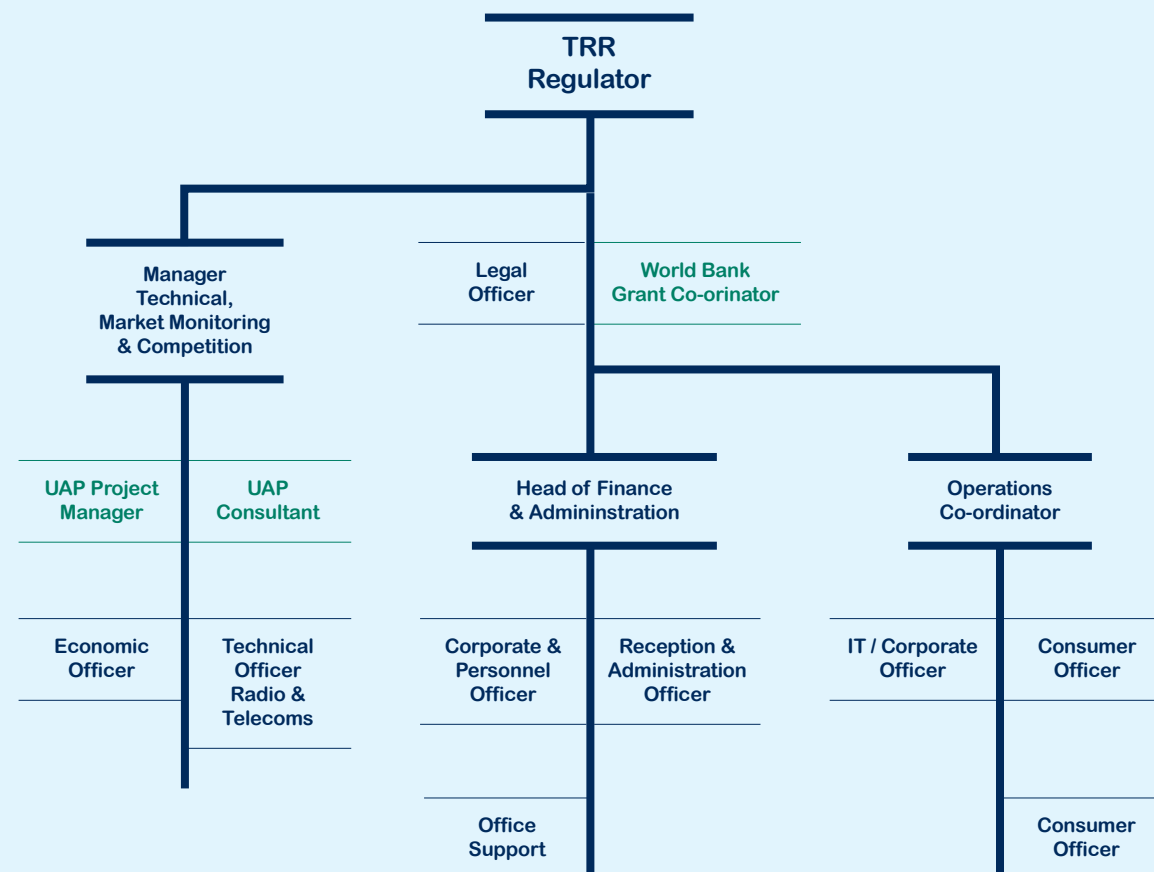 TRR
Regulator
Manager
Technical,
Market Monitoring
& Competition
Legal
Officer
World Bank
Grant Co-orinator
UAP Project
Manager
UAP
Consultant
Head of Finance
& Admininstration
Operations
Co-ordinator
Economic
Officer
Technical
Officer
Radio &
Telecoms
Corporate &
Personnel
Officer
Reception &
Administration
Officer
IT / Corporate
Officer
Consumer
Officer
Office
Support
Consumer
Officer